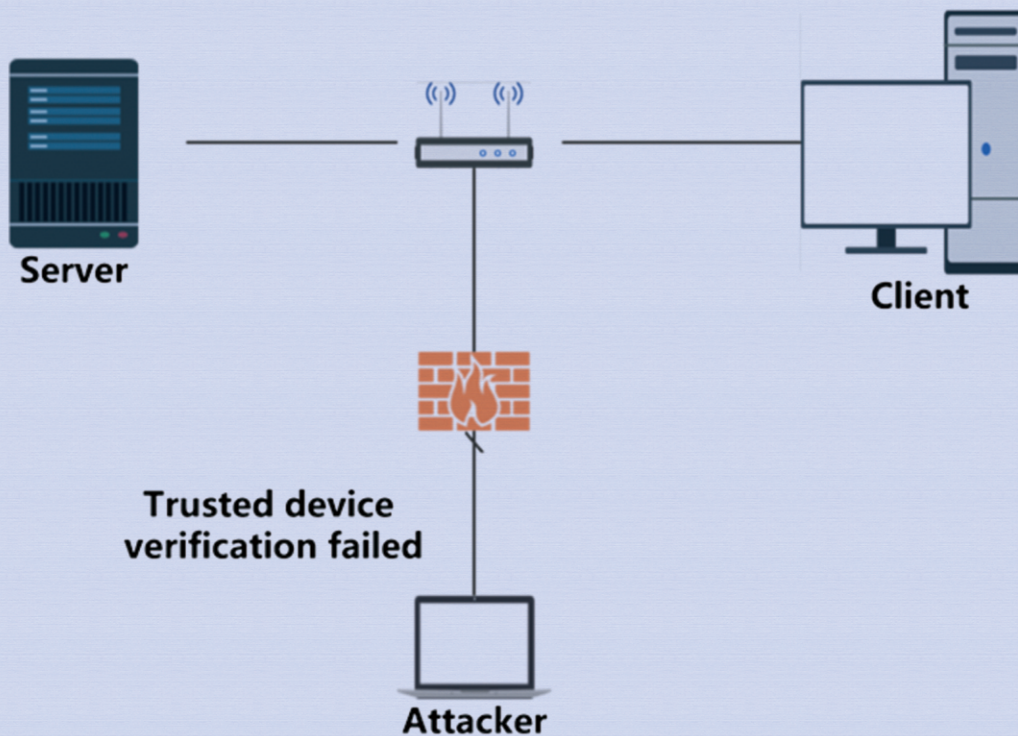 Server
Client
Trusted device
verification failed
Attacker